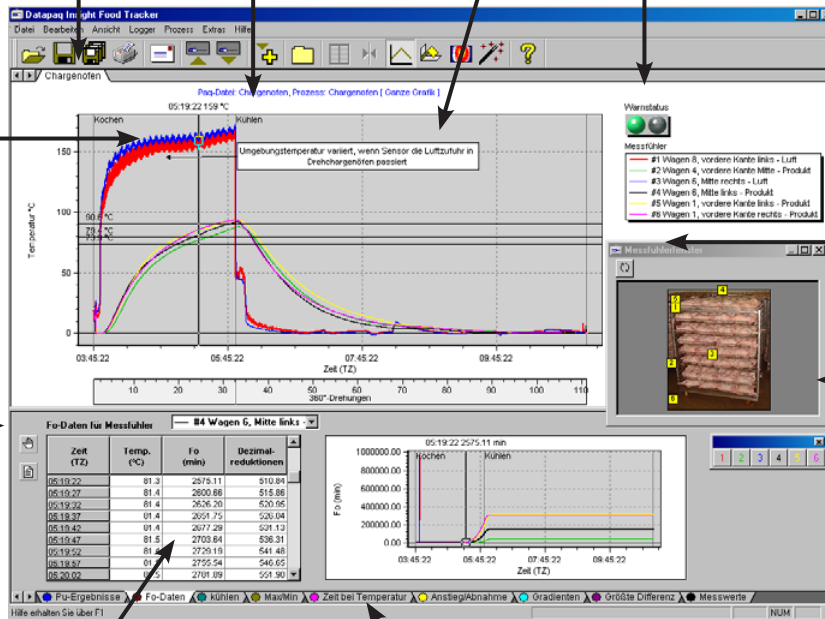 Datapaq Insight Food Tracker
Datei Bearbeiten Ansicht Logger Prozess Extras Hilfe
Chargenofen
Paq-Datei: Chargenofen, Prozess: Chargenofen [ Ganze Grafik ]
05:19:22 159 °C
Kochen
Kühlen
Umgebungstemperatur variiert, wenn Sensor die Luftzufuhr in
Drehchargenöfen passiert
Temperatur °C
150
100
50
0
03:45:22 05:45:22 07:45:22 09:45:22
Zeit (TZ)
10 20 30 40 50 60 70 80 90 100 110
360°-Drehungen
Warnstatus
Messfühler
#1 Wagen 8, vordere Kante links - Luft
#2 Wagen 4, vordere Kante Mitte - Produkt
#3 Wagen 6, Mitte rechts - Luft
#4 Wagen 6, Mitte links - Produkt
#5 Wagen 1, vordere Kante links - Produkt
#6 Wagen 1, vordere Kante rechts - Produkt
Messfühlerfenster
4
5
1
3
2
6
1 2 3 4 5 6
Fo-Daten für Messfühler
#4 Wagen 6, Mitte links -
Zeit (TZ) Temp. (°C) Fo (min) Dezimal-reduktionen
05:19:22 81.3 2575.11 510.84
05:19:27 81.4 2600.66 515.86
05:19:32 81.4 2626.20 520.95
05:19:37 81.4 2651.75 526.04
05:19:42 81.4 2677.29 531.13
05:19:47 81.5 2703.64 536.31
05:19:52 2729.19 541.48
05:19:57 2755.54 546.65
05:20:02 2781.09 551.90
05:19:22 2575.11 min
Kochen
Kühlen
Fo (min)
1000000.00
800000.00
600000.00
400000.00
200000.00
0.00
03:45:22 05:45:22 07:45:22 09:45:22
Zeit (TZ)
Pu-Ergebnisse Fo-Daten kühlen Max/Min Zeit bei Temperatur Anstieg/Abnahme Gradienten Größte Differenz Messwerte
Hilfe erhalten Sie über F1
NUM